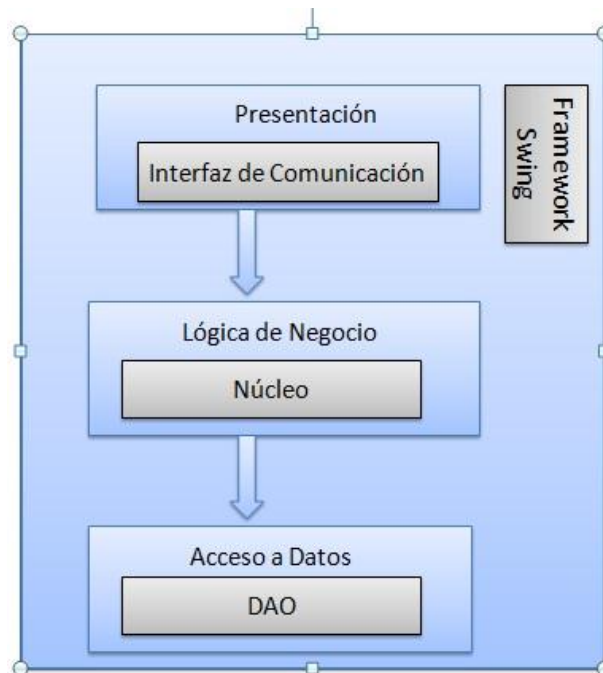 Presentación
Interfaz de Comunicación
Framework
Swing
Lógica de Negocio
Núcleo
Acceso a Datos
DAO